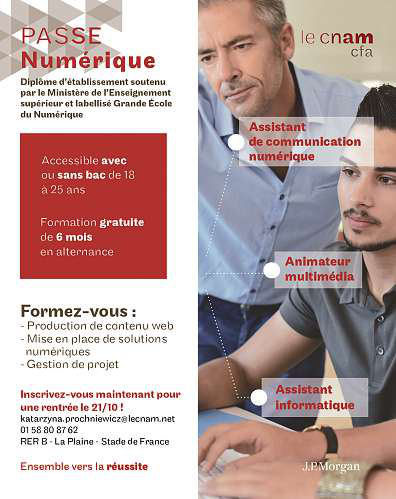 PASSE
Numérique
Diplôme d'établissement soutenu
par le Ministère de l'Enseignement
supérieur et labellisé Grande École
du Numérique
Accessible avec
ou sans bac de 18
à 25 ans
Formation gratuite
de 6 mois
en alternance
Formez-vous :
- Production de contenu web
- Mise en place de solutions
numériques
- Gestion de projet
Inscrivez-vous maintenant pour
une rentrée le 21/10 !
katarzyna.prochniewicz@lecnam.net
01 58 80 87 62
RER B - La Plaine - Stade de France
Ensemble vers la réussite
le cnam
cfa
Assistant
de communication
numérique
Animateur
multimédia
Assistant
informatique
J.P.Morgan